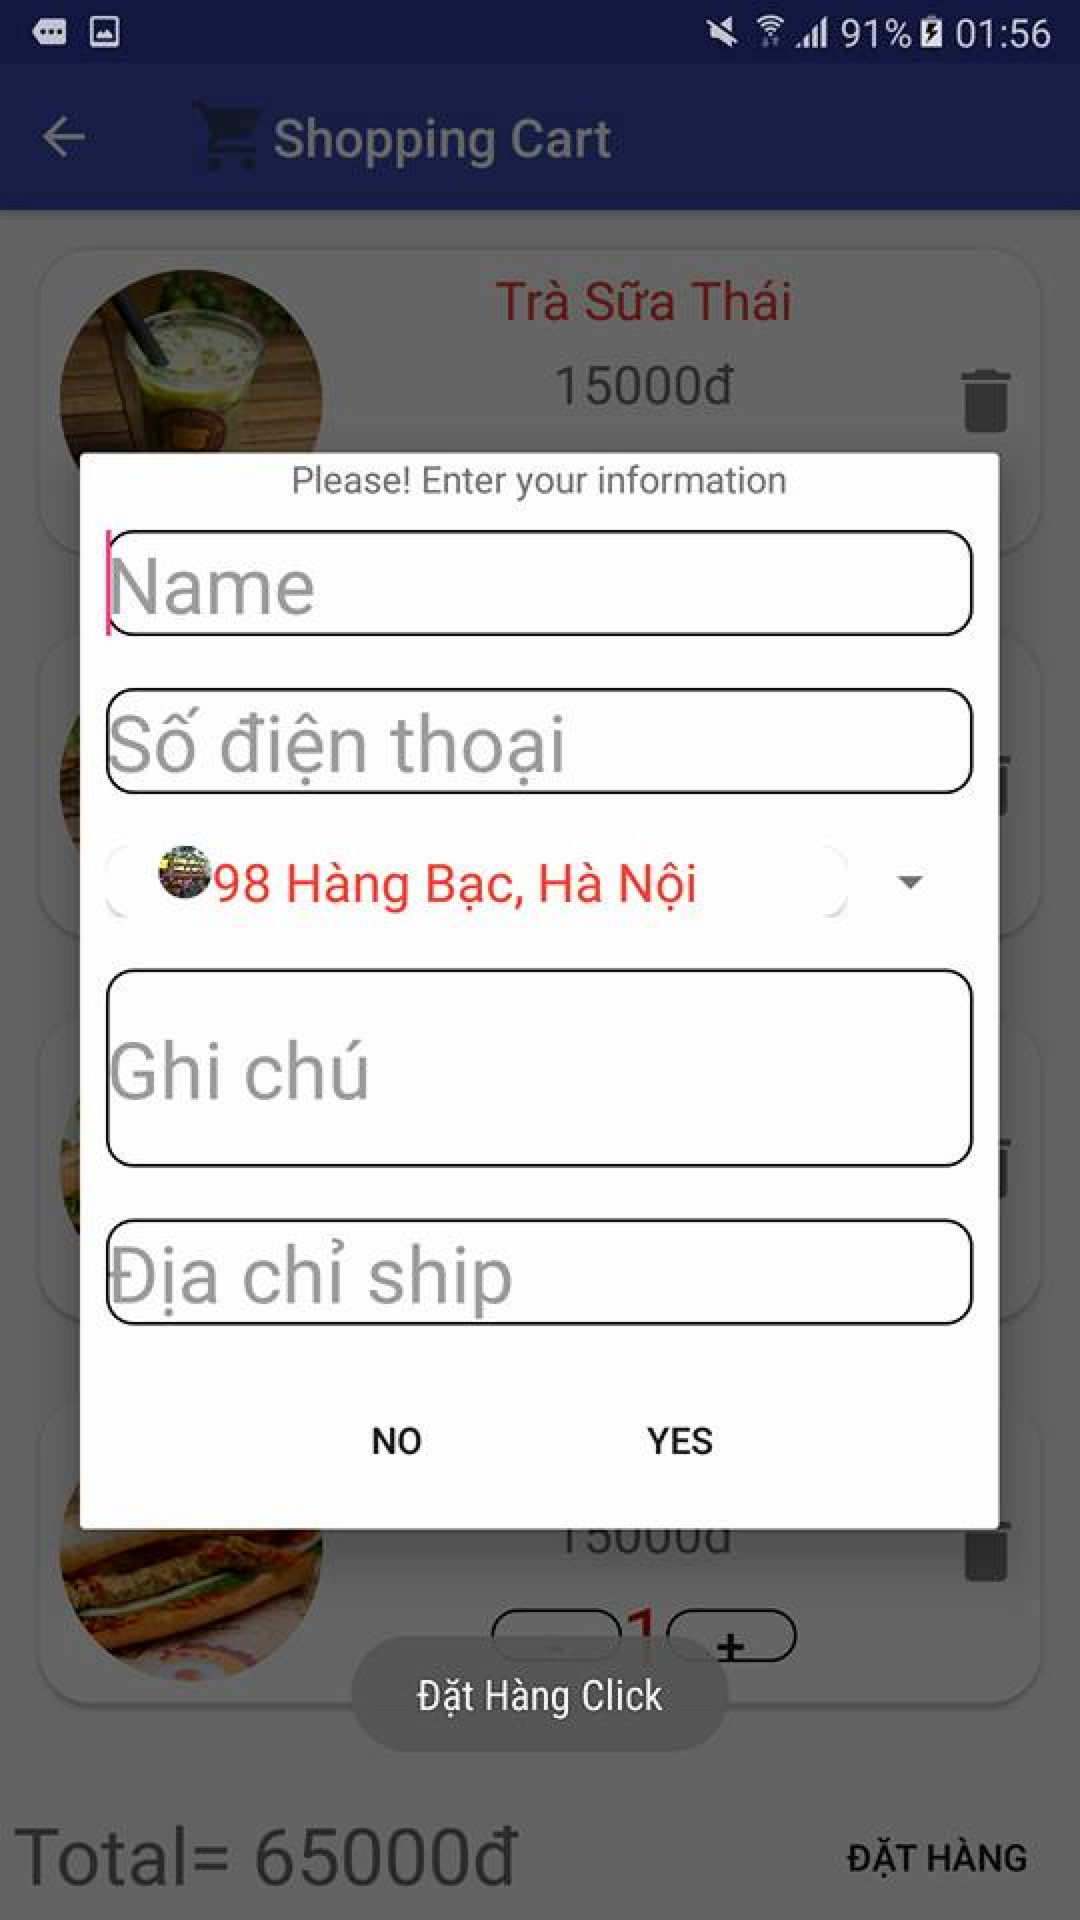 91% 01:56
Shopping Cart
Trà Sữa Thái
15000đ
Please! Enter your information
Name
Số điện thoại
98 Hàng Bạc, Hà Nội
Ghi chú
Địa chỉ ship
NO YES
15000đ
- 1 +
Đặt Hàng Click
Total= 65000đ ĐẶT HÀNG